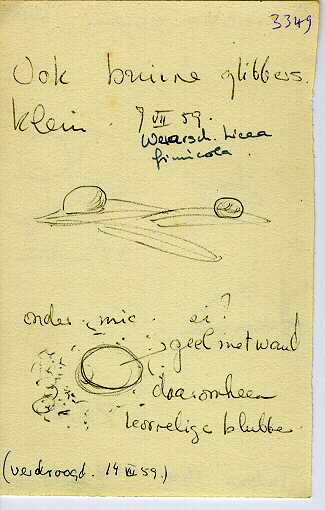 3349
Ook bruine glibbers.
klein. 9 VII 59.
Waarsch. Licea
fimicola.
onder mic. ei?
geel met wand
daaromheen
korrelige blubber
(verdroogd. 14 VII 59.)